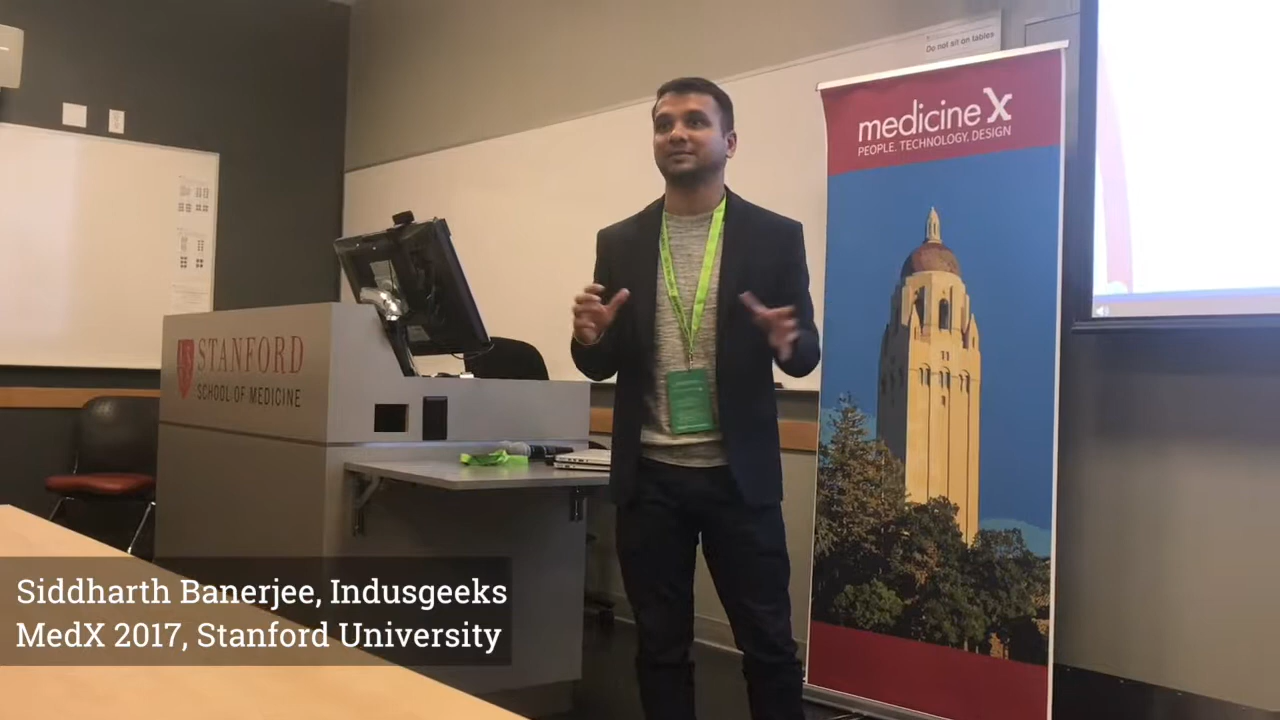 Do not sit on tables
medicine X
PEOPLE. TECHNOLOGY. DESIGN
STANFORD
SCHOOL OF MEDICINE
Siddharth Banerjee, Indusgeeks
MedX 2017, Stanford University